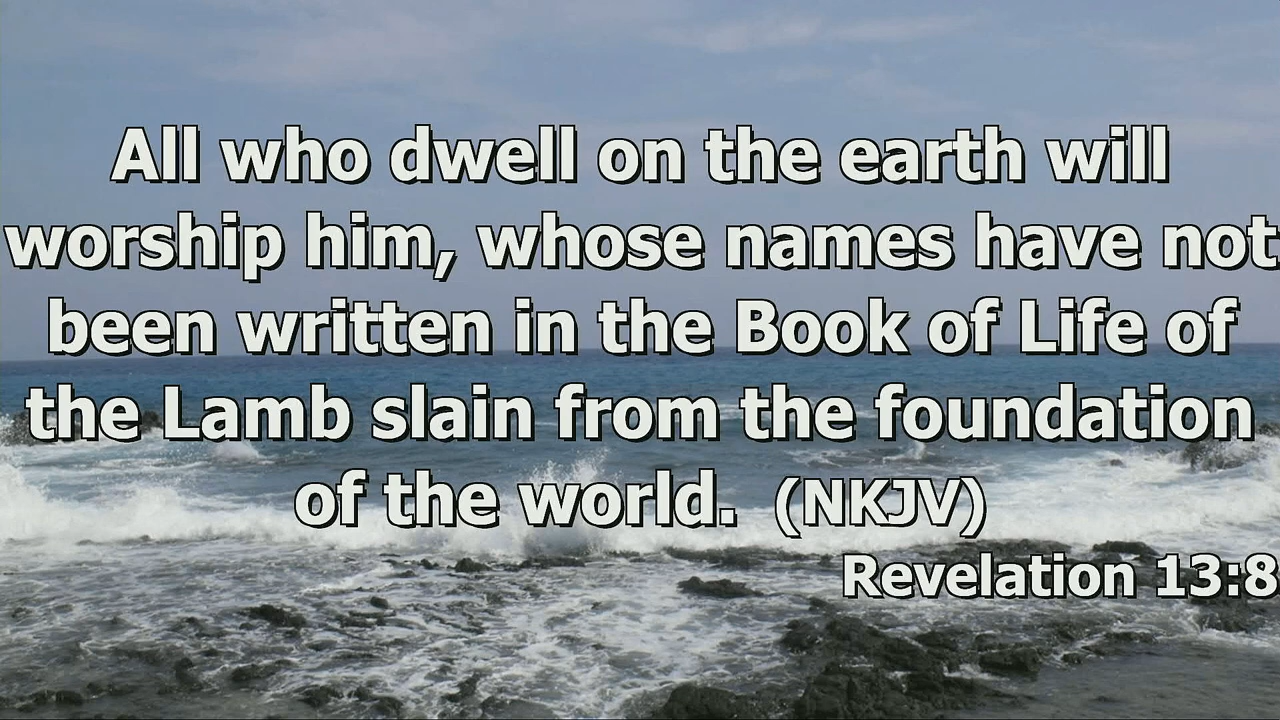 All who dwell on the earth will
worship him, whose names have not
been written in the Book of Life of
the Lamb slain from the foundation
of the world. (NKJV)
Revelation 13:8